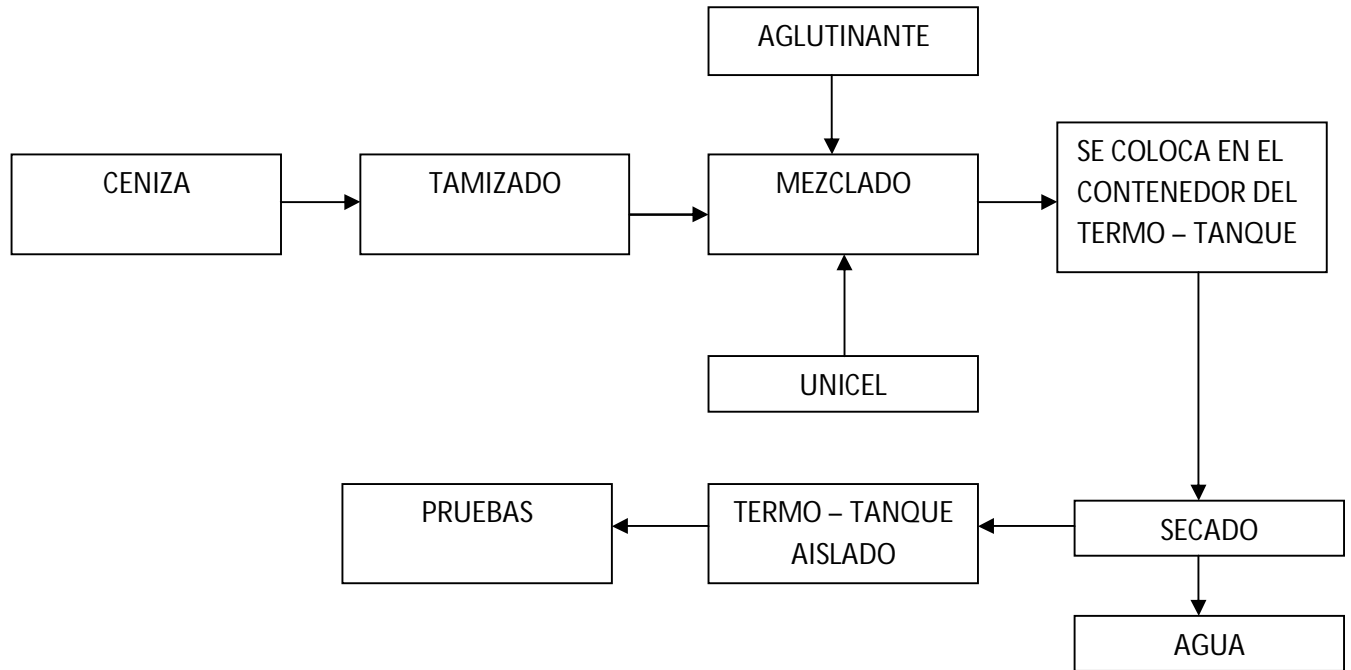 AGLUTINANTE
CENIZA
TAMIZADO
MEZCLADO
SE COLOCA EN EL
CONTENEDOR DEL
TERMO – TANQUE
UNICEL
PRUEBAS
TERMO – TANQUE
AISLADO
SECADO
AGUA